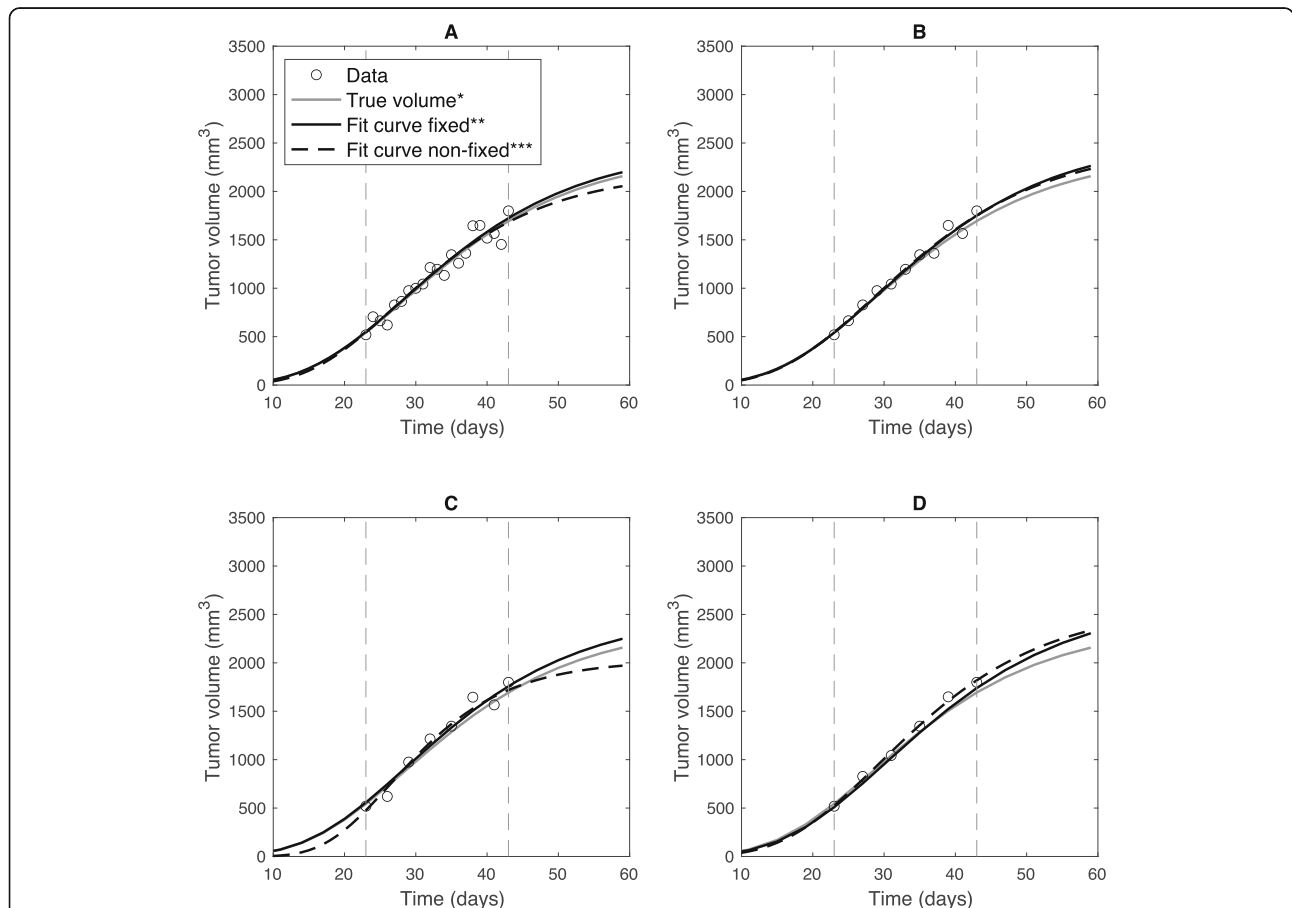 A
3500
3000
2500
2000
1500
1000
500
0
Tumor volume (mm3)
Data
True volume*
Fit curve fixed**
Fit curve non-fixed***
10 20 30 40 50 60
Time (days)
B
3500
3000
2500
2000
1500
1000
500
0
Tumor volume (mm3)
10 20 30 40 50 60
Time (days)
C
3500
3000
2500
2000
1500
1000
500
0
Tumor volume (mm3)
10 20 30 40 50 60
Time (days)
D
3500
3000
2500
2000
1500
1000
500
0
Tumor volume (mm3)
10 20 30 40 50 60
Time (days)